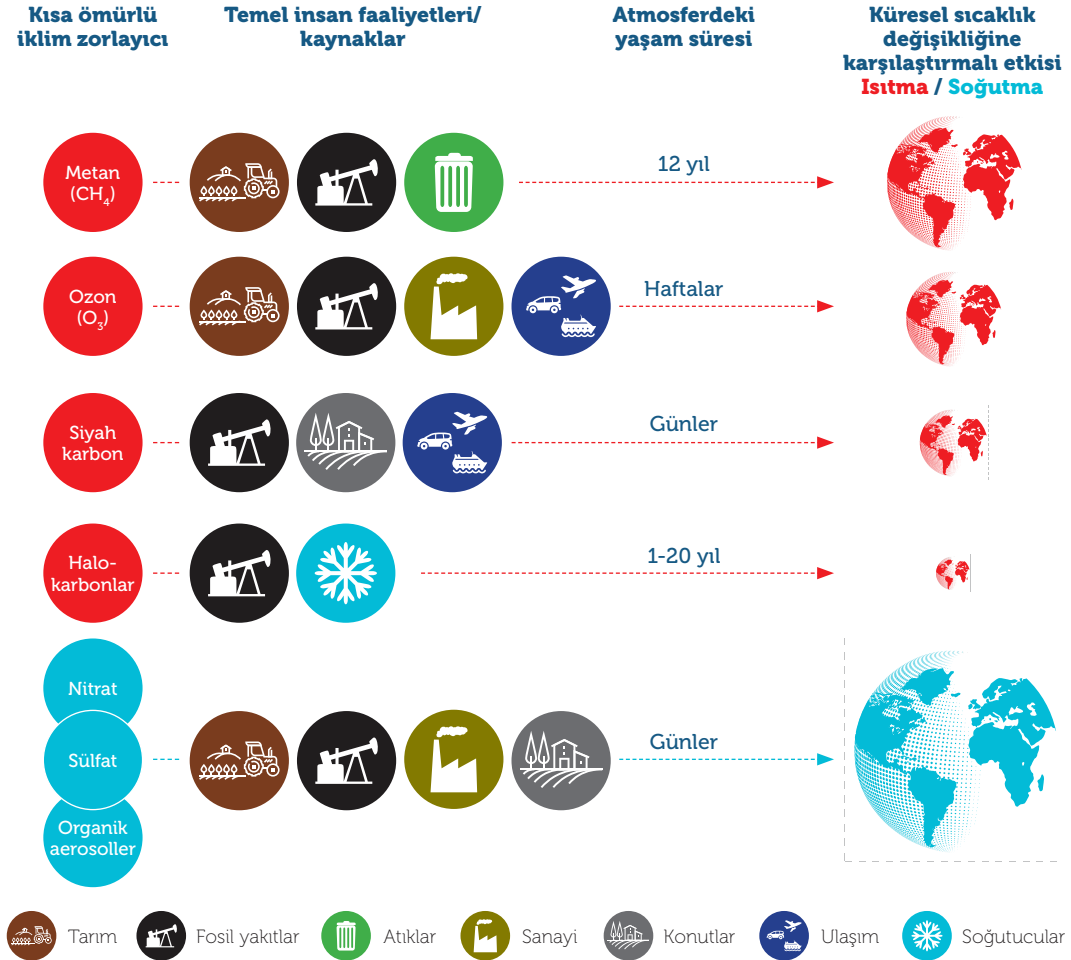 Kısa ömürlü
iklim zorlayıcı
Temel insan faaliyetleri/
kaynaklar
Atmosferdeki
yaşam süresi
Küresel sıcaklık
değişikliğine
karşılaştırmalı etkisi
Isıtma / Soğutma
Metan
(CH₄)
12 yıl
Ozon
(O₃)
Haftalar
Siyah
karbon
Günler
Halo-
karbonlar
1-20 yıl
Nitrat
Sülfat
Organik
aerosoller
Günler
Tarım
Fosil yakıtlar
Atıklar
Sanayi
Konutlar
Ulaşım
Soğutucular